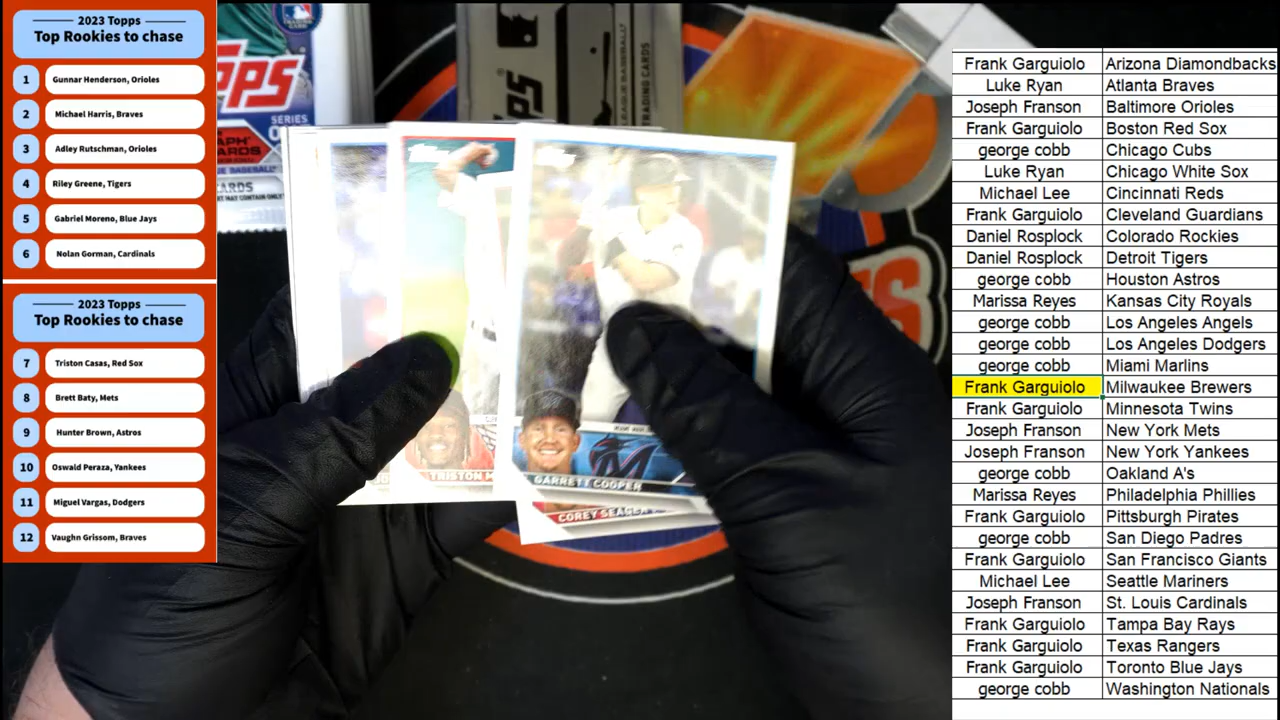 2023 Topps
Top Rookies to chase
1 Gunnar Henderson, Orioles
2 Michael Harris, Braves
3 Adley Rutschman, Orioles
4 Riley Greene, Tigers
5 Gabriel Moreno, Blue Jays
6 Nolan Gorman, Cardinals
2023 Topps
Top Rookies to chase
7 Triston Casas, Red Sox
8 Brett Baty, Mets
9 Hunter Brown, Astros
10 Oswald Peraza, Yankees
11 Miguel Vargas, Dodgers
12 Vaughn Grissom, Braves
SERIES
TRADING CARDS
TRISTON
GARRETT COOPER
COREY SEAGER
Frank Garguiolo Arizona Diamondbacks
Luke Ryan Atlanta Braves
Joseph Franson Baltimore Orioles
Frank Garguiolo Boston Red Sox
george cobb Chicago Cubs
Luke Ryan Chicago White Sox
Michael Lee Cincinnati Reds
Frank Garguiolo Cleveland Guardians
Daniel Rosplock Colorado Rockies
Daniel Rosplock Detroit Tigers
george cobb Houston Astros
Marissa Reyes Kansas City Royals
george cobb Los Angeles Angels
george cobb Los Angeles Dodgers
george cobb Miami Marlins
Frank Garguiolo Milwaukee Brewers
Frank Garguiolo Minnesota Twins
Joseph Franson New York Mets
Joseph Franson New York Yankees
george cobb Oakland A's
Marissa Reyes Philadelphia Phillies
Frank Garguiolo Pittsburgh Pirates
george cobb San Diego Padres
Frank Garguiolo San Francisco Giants
Michael Lee Seattle Mariners
Joseph Franson St. Louis Cardinals
Frank Garguiolo Tampa Bay Rays
Frank Garguiolo Texas Rangers
Frank Garguiolo Toronto Blue Jays
george cobb Washington Nationals